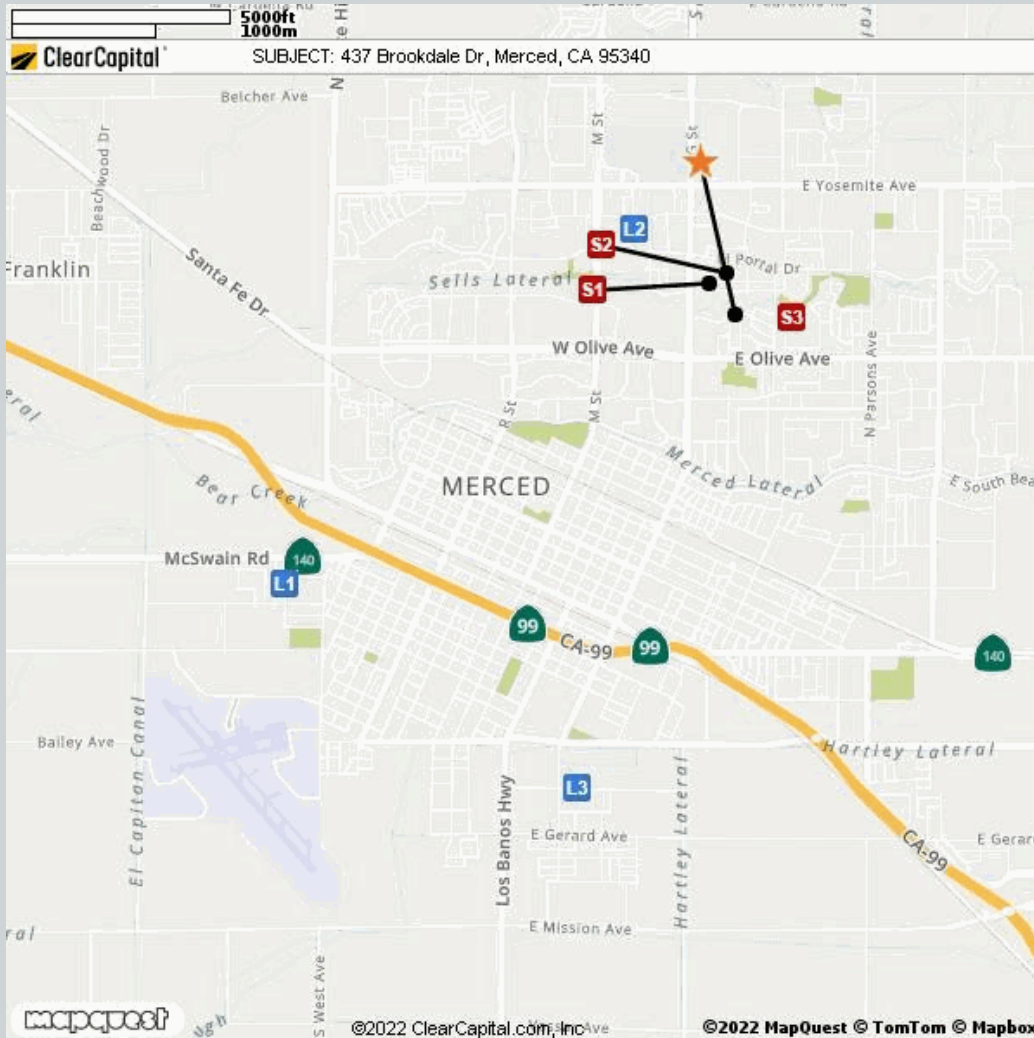 5000ft
1000m
ClearCapital
SUBJECT: 437 Brookdale Dr, Merced, CA 95340
Belcher Ave
N
M St
G St
Beachwood Dr
E Yosemite Ave
L2
S2
Portal Dr
Franklin
Santa Fe Dr
Sells Lateral
S1
S3
W Olive Ave
E Olive Ave
N Parsons Ave
R St
M St
MERCED
Merced Lateral
E South Bea
Bear Creek
McSwain Rd
140
L1
99
CA-99
99
140
El Capitan Canal
Bailey Ave
Hartley Lateral
L3
Los Banos Hwy
Hartley Lateral
E Gerard Ave
CA-99
E Gerar
E Mission Ave
S West Ave
mapquest
©2022 ClearCapital.com, Inc
Ave
©2022 MapQuest © TomTom © Mapbox